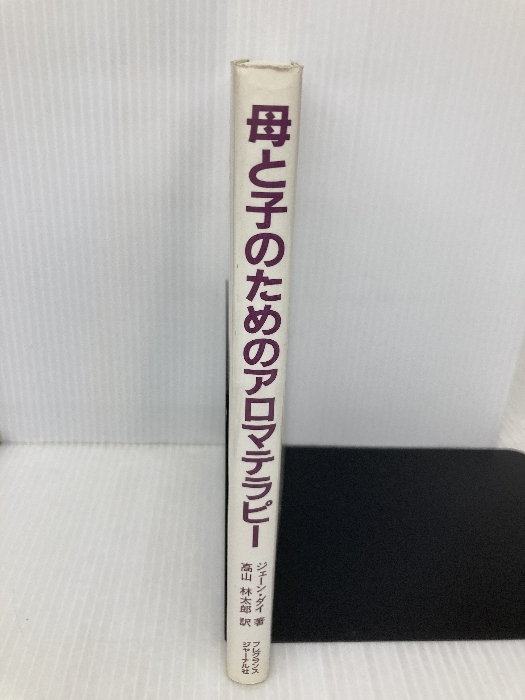 母と子のためのアロマテラピー
ジェーン・ダイ 著
高山 林太郎 訳
フレグランス
ジャーナル社